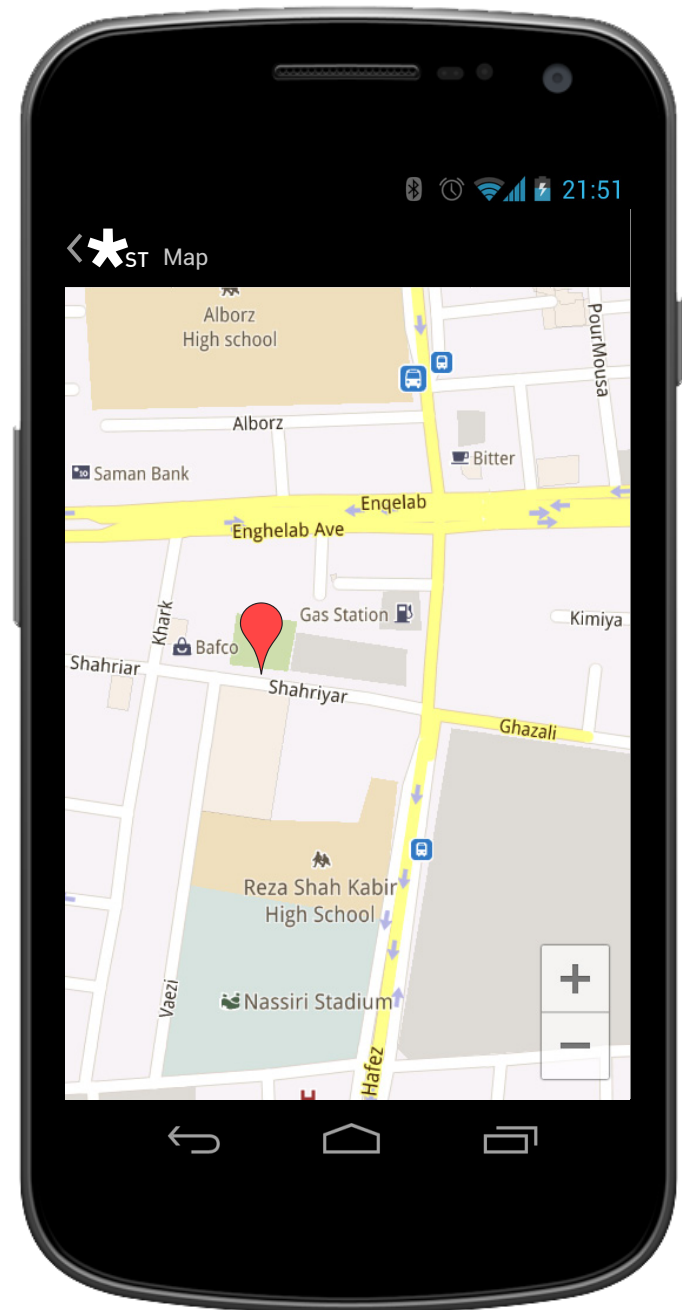 21:51
ST Map
Alborz
High school
PourMousa
Alborz
Bitter
Saman Bank
Enqelab
Enghelab Ave
Khark
Gas Station
Kimiya
Bafco
Shahriar
Shahriyar
Ghazali
Reza Shah Kabir
High School
Vaezi
Nassiri Stadium
Hafez
H